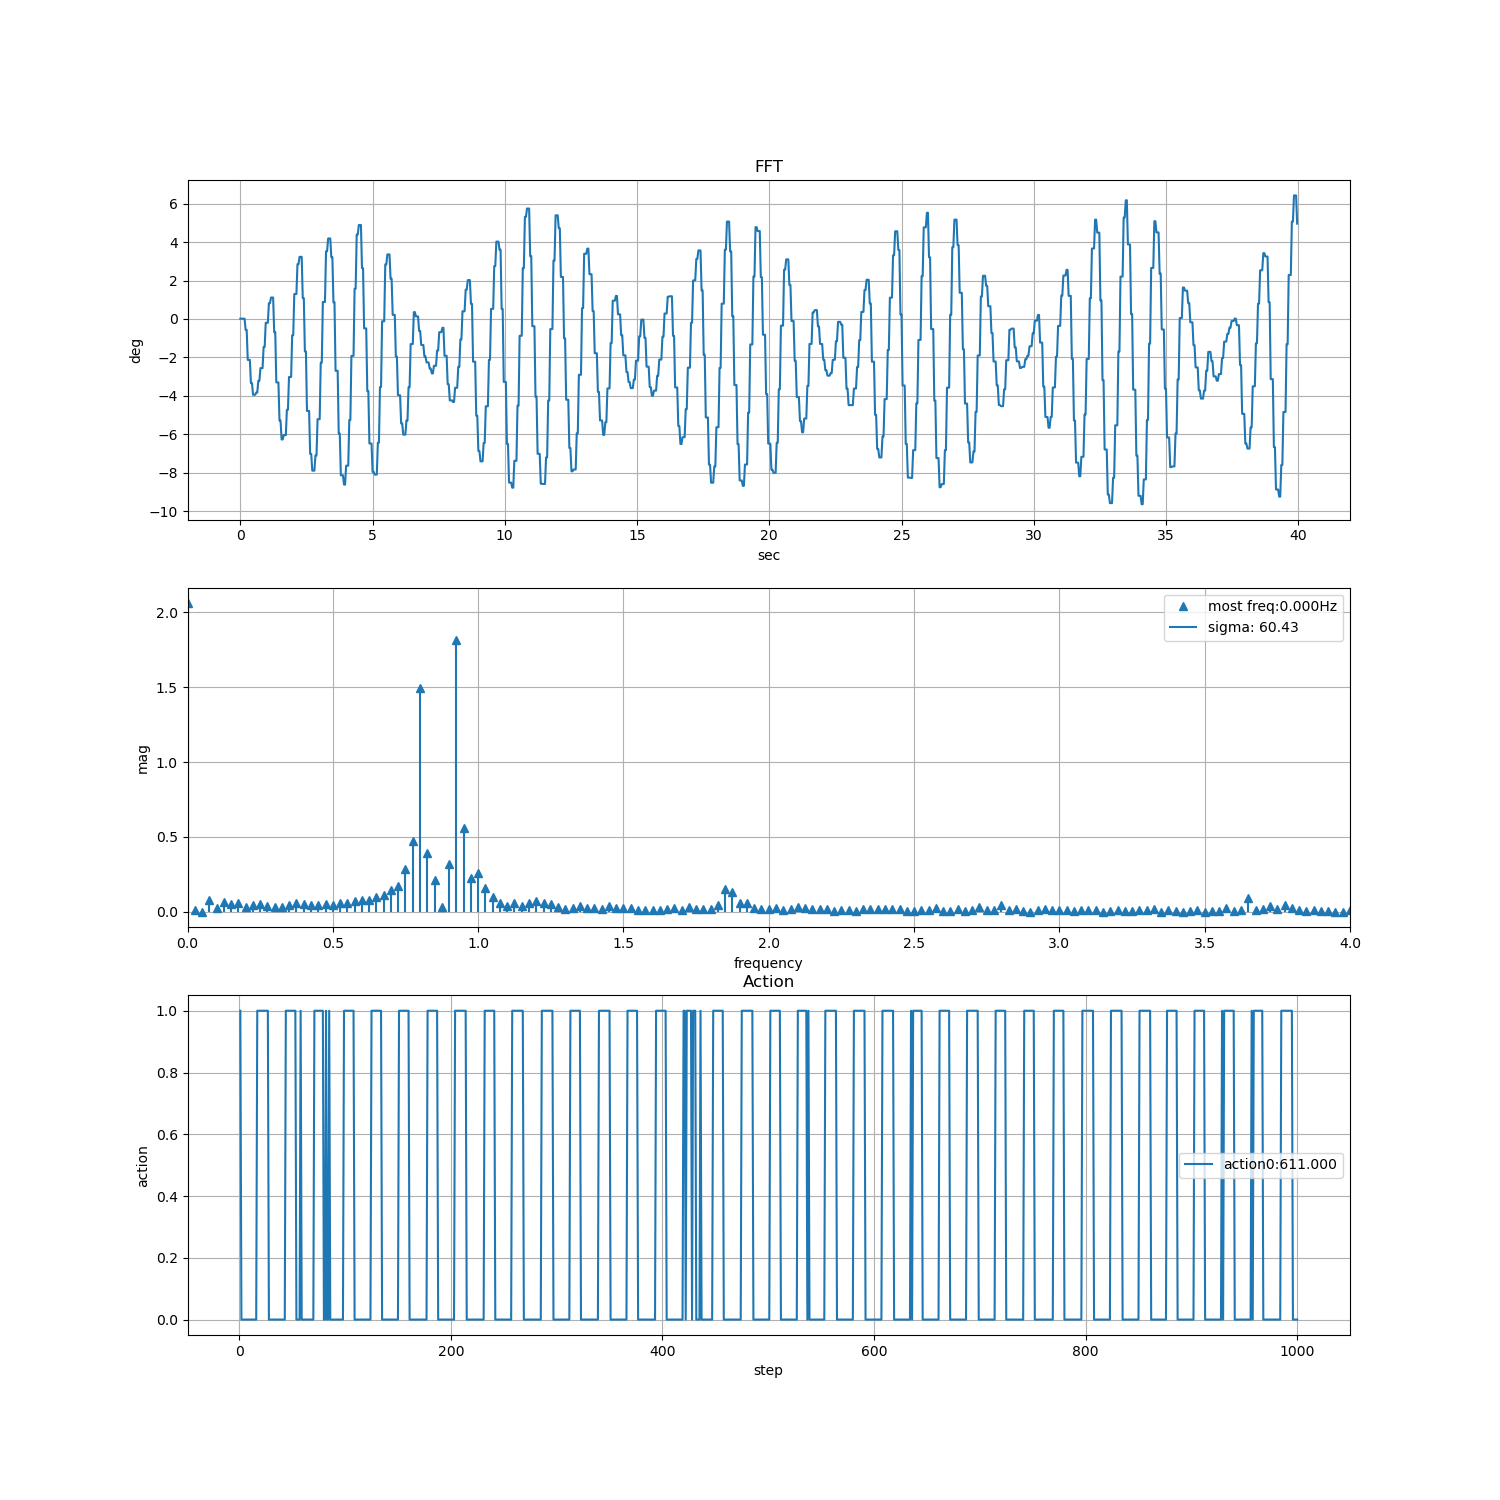 FFT
6
4
2
0
−2
−4
−6
−8
−10
deg
0 5 10 15 20 25 30 35 40
sec
2.0
1.5
1.0
0.5
0.0
mag
most freq:0.000Hz
sigma: 60.43
0.0 0.5 1.0 1.5 2.0 2.5 3.0 3.5 4.0
frequency
Action
1.0
0.8
0.6
0.4
0.2
0.0
action
action0:611.000
0 200 400 600 800 1000
step